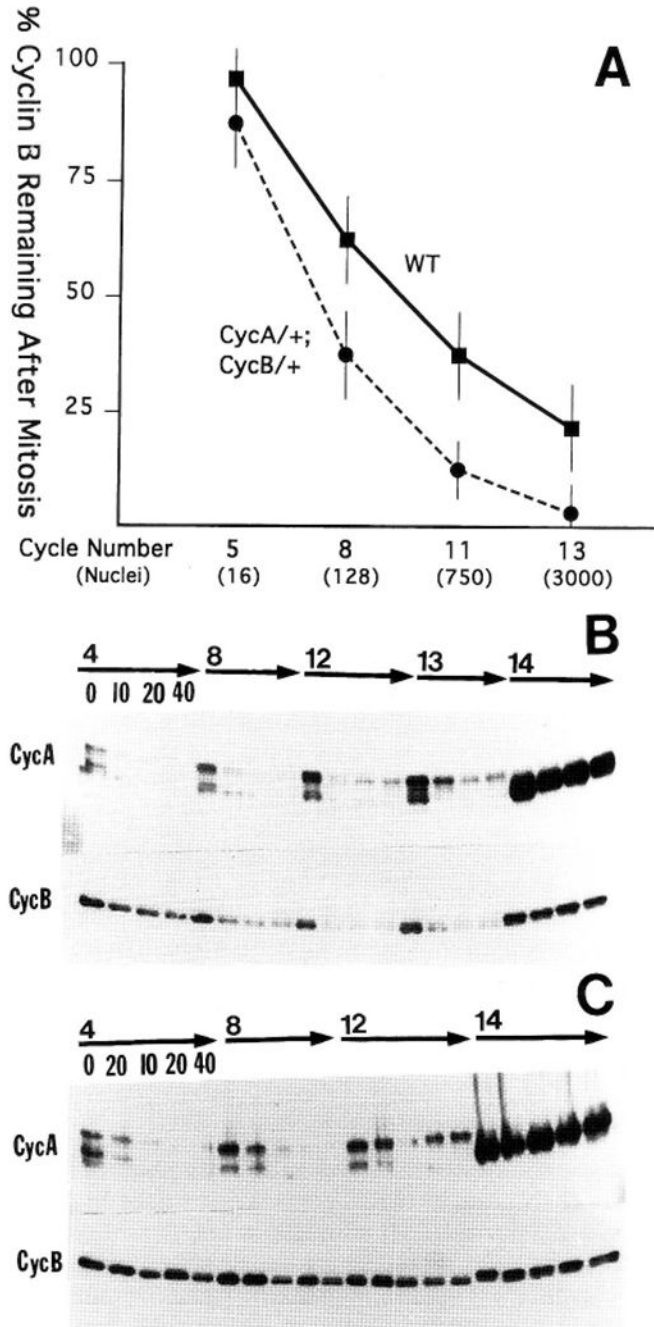 A
% Cyclin B Remaining After Mitosis
100
75
50
25
WT
CycA/+;
CycB/+
Cycle Number 5 8 11 13
(Nuclei) (16) (128) (750) (3000)
B
4 8 12 13 14
0 10 20 40
CycA
CycB
C
4 8 12 14
0 20 10 20 40
CycA
CycB